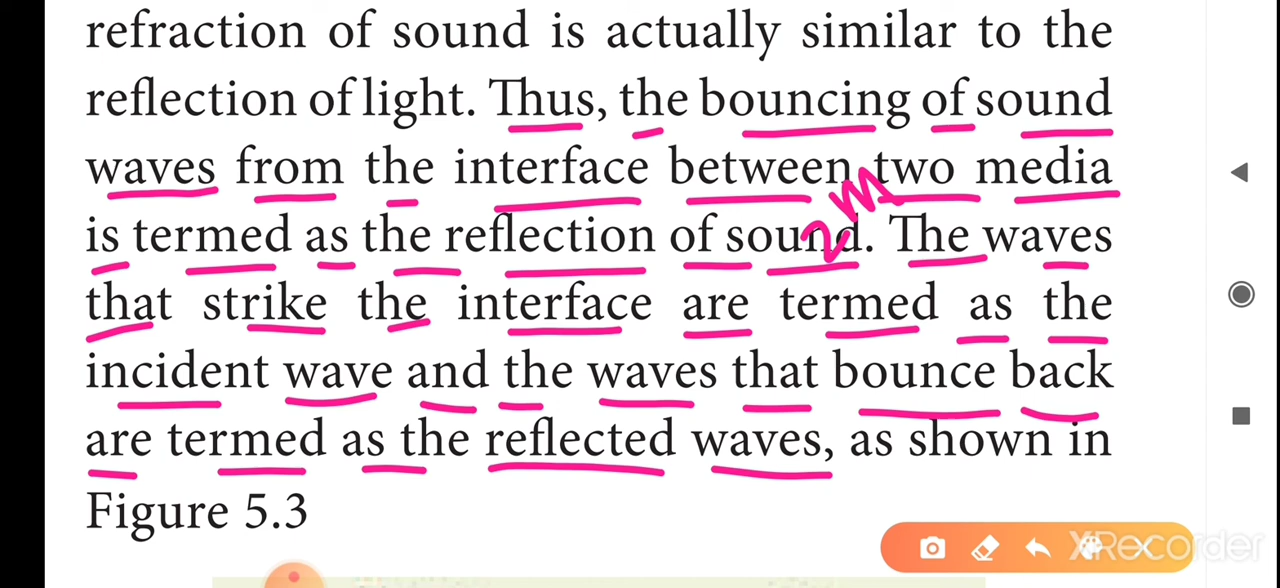 refraction of sound is actually similar to the
reflection of light. Thus, the bouncing of sound
waves from the interface between two media
is termed as the reflection of sound. The waves
2M
that strike the interface are termed as the
incident wave and the waves that bounce back
are termed as the reflected waves, as shown in
Figure 5.3
XRecorder